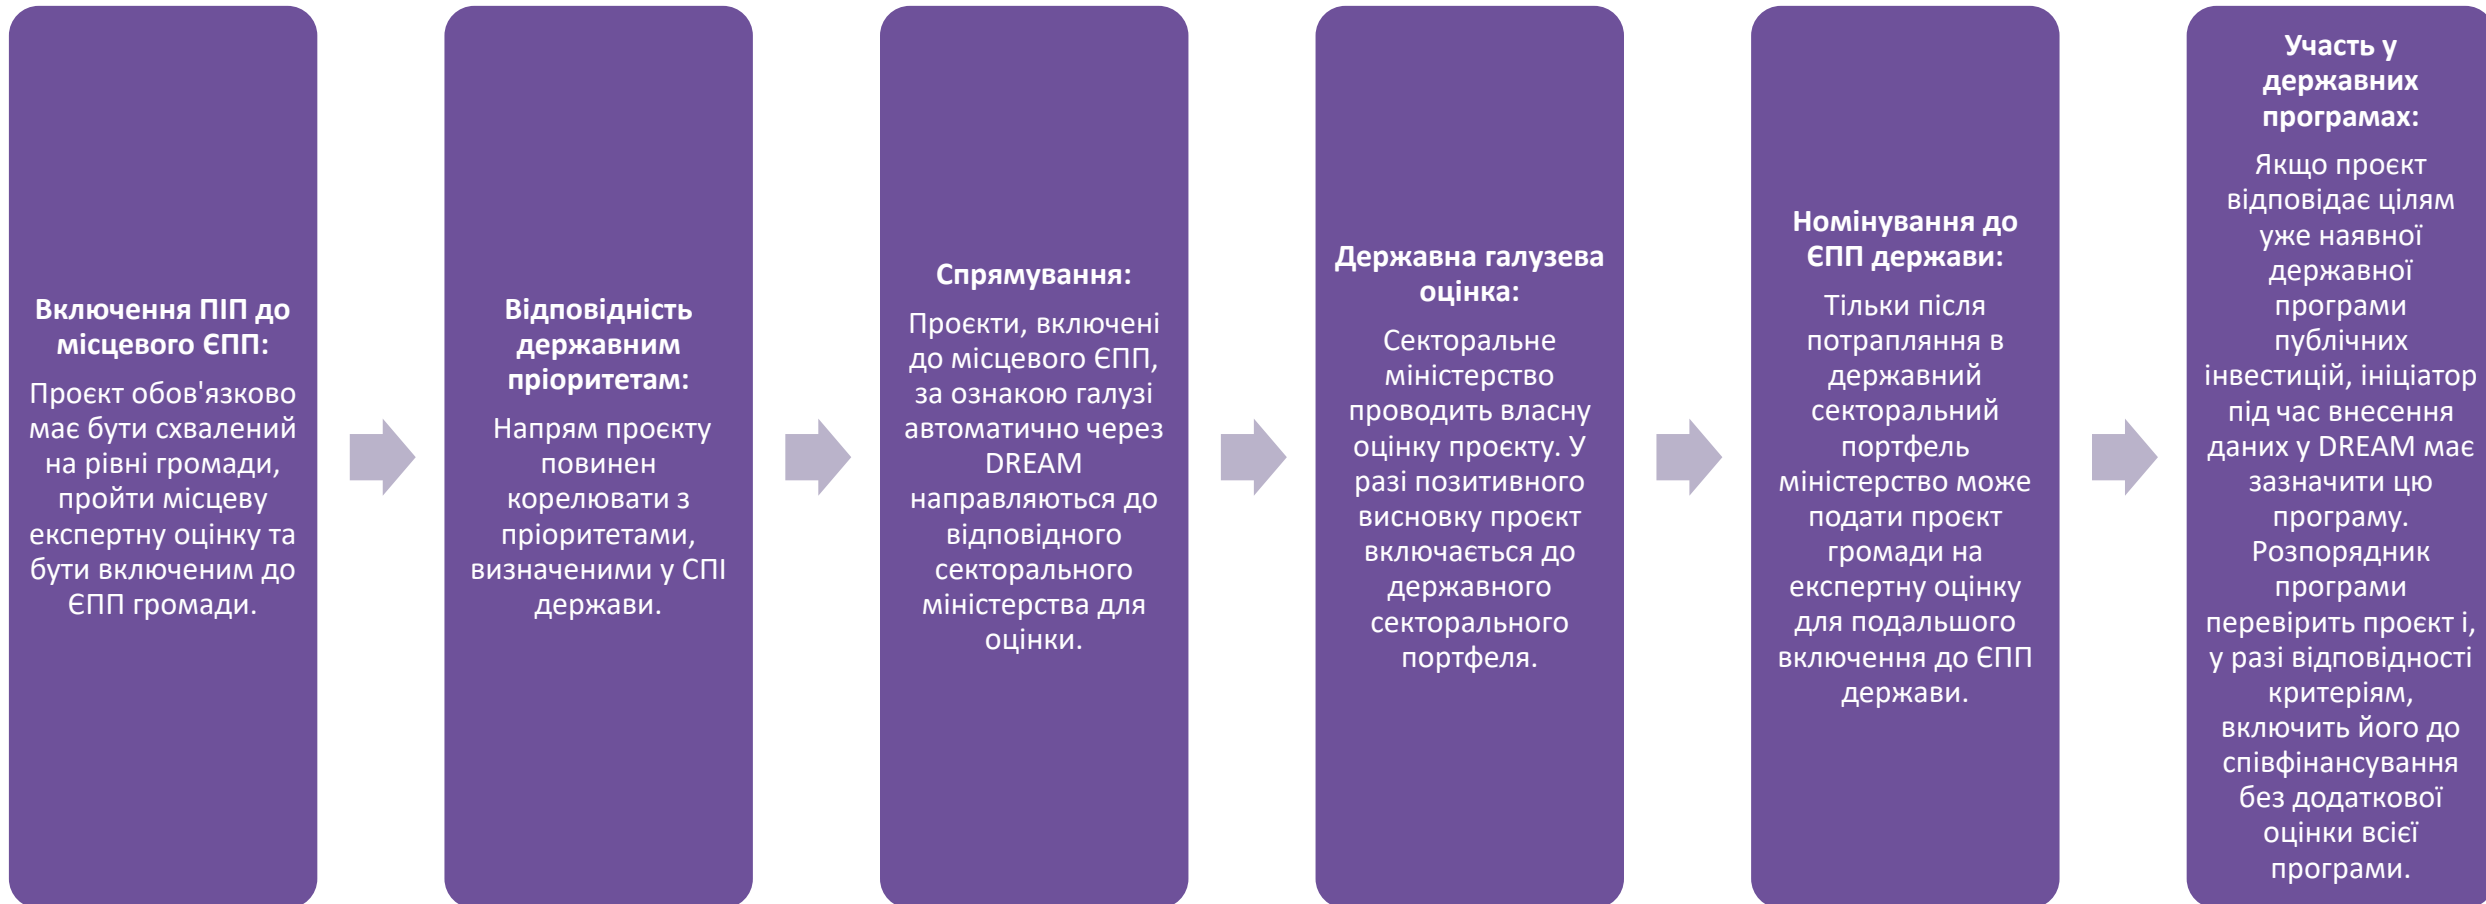 Включення ПІП до
місцевого ЄПП:
Проєкт обов'язково
має бути схвалений
на рівні громади,
пройти місцеву
експертну оцінку та
бути включеним до
ЄПП громади.
Відповідність
державним
пріоритетам:
Напрям проєкту
повинен
корелювати з
пріоритетами,
визначеними у СПІ
держави.
Спрямування:
Проєкти, включені
до місцевого ЄПП,
за ознакою галузі
автоматично через
DREAM
направляються до
відповідного
секторального
міністерства для
оцінки.
Державна галузева
оцінка:
Секторальне
міністерство
проводить власну
оцінку проєкту. У
разі позитивного
висновку проєкт
включається до
державного
секторального
портфеля.
Номінування до
ЄПП держави:
Тільки після
потрапляння в
державний
секторальний
портфель
міністерство може
подати проєкт
громади на
експертну оцінку
для подальшого
включення до ЄПП
держави.
Участь у
державних
програмах:
Якщо проєкт
відповідає цілям
уже наявної
державної
програми
публічних
інвестицій, ініціатор
під час внесення
даних у DREAM має
зазначити цю
програму.
Розпорядник
програми
перевірить проєкт і,
у разі відповідності
критеріям,
включить його до
співфінансування
без додаткової
оцінки всієї
програми.